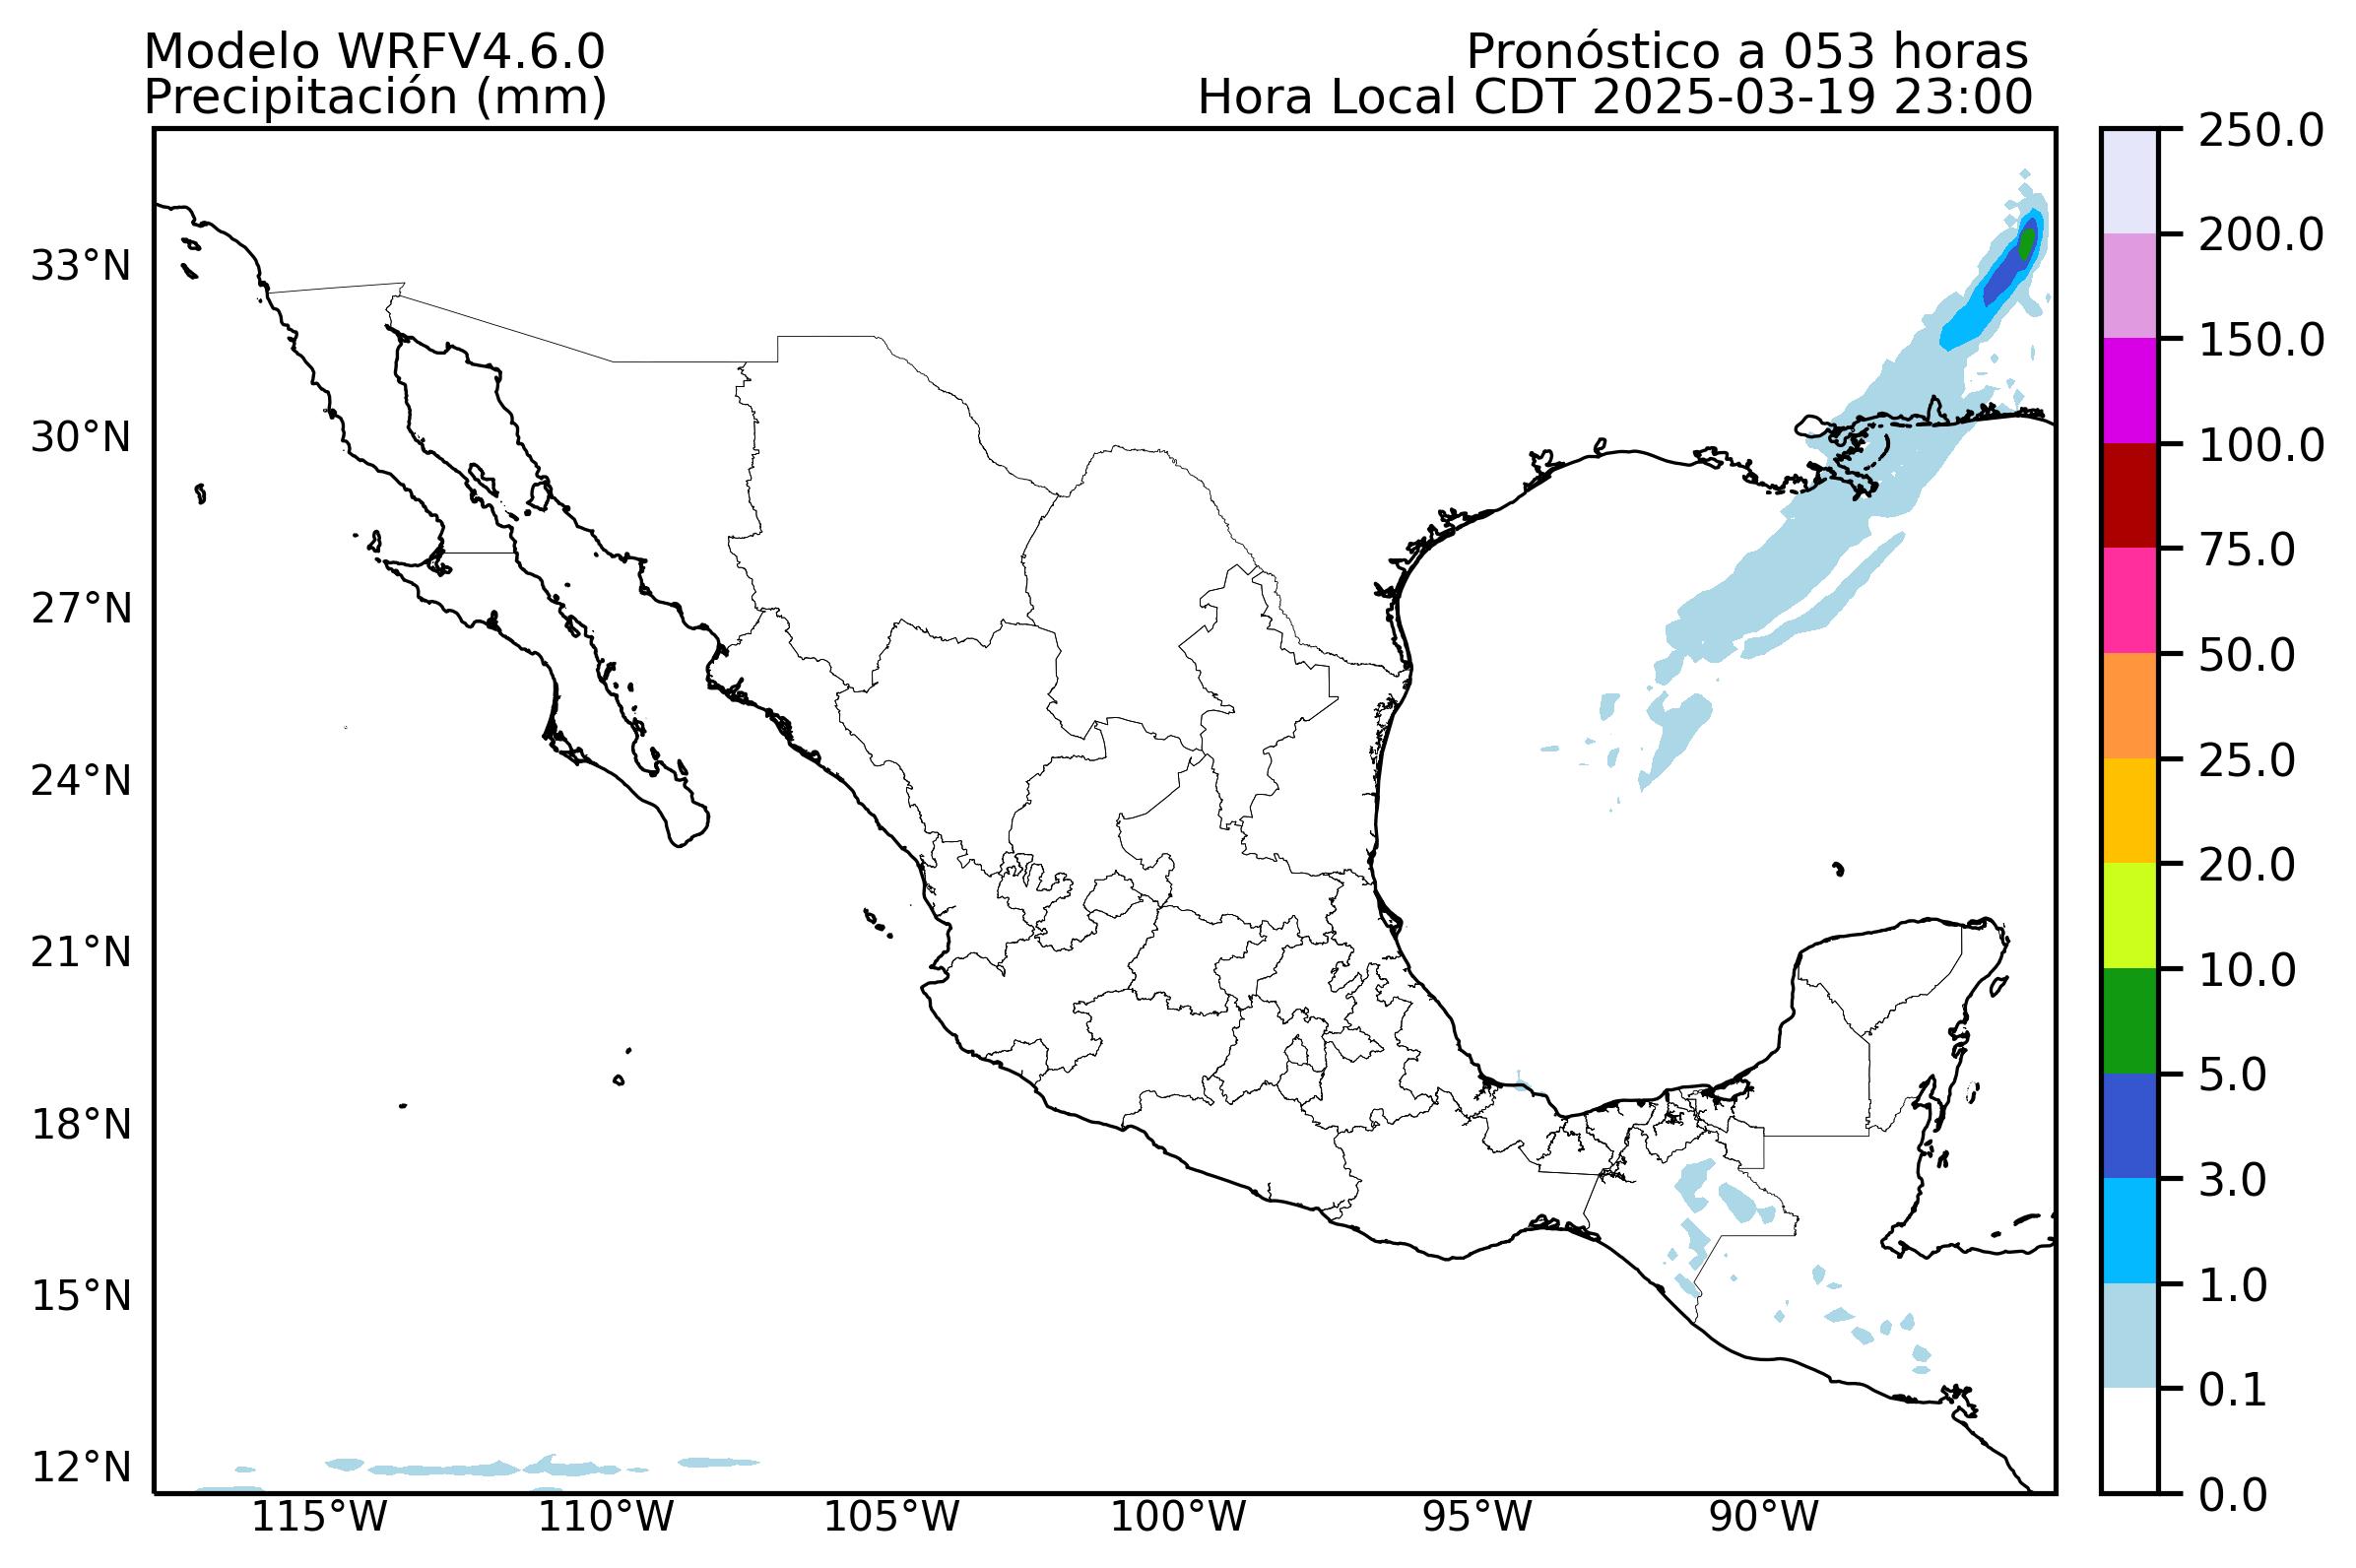 Modelo WRFV4.6.0
Pronóstico a 053 horas
Precipitación (mm)
Hora Local CDT 2025-03-19 23:00
33°N
30°N
27°N
24°N
21°N
18°N
15°N
12°N
115°W
110°W
105°W
100°W
95°W
90°W
250.0
200.0
150.0
100.0
75.0
50.0
25.0
20.0
10.0
5.0
3.0
1.0
0.1
0.0